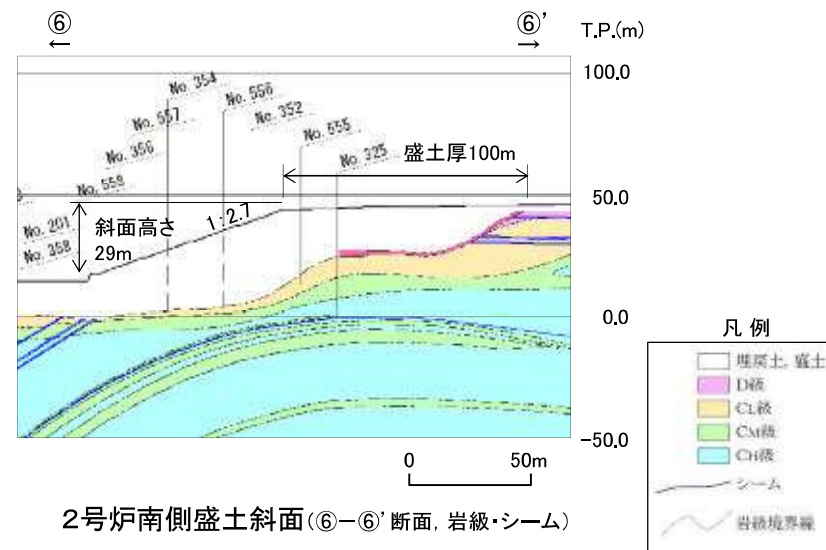 ⑥
⑥’
T.P.(m)
100.0
No. 354
No. 556
No. 352
No. 557
No. 356
No. 555
No. 325
盛土厚100m
No. 558
50.0
No. 201
No. 358
斜面高さ
29m
1:2.7
0.0
-50.0
0
50m
凡 例
埋戻土, 盛土
D級
CL級
CM級
CH級
シーム
岩級境界線
2号炉南側盛土斜面(⑥-⑥’断面, 岩級・シーム)